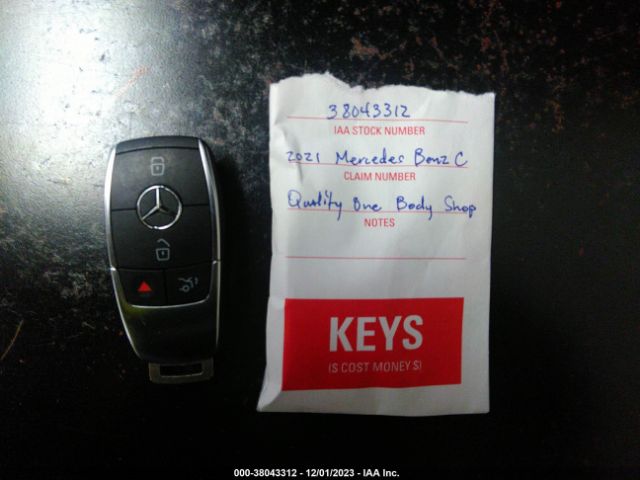 38043312
IAA STOCK NUMBER
2021 Mercedes Benz C
CLAIM NUMBER
Quality One Body Shop
NOTES
KEYS
(S COST MONEY $)
000-38043312 - 12/01/2023 - IAA Inc.